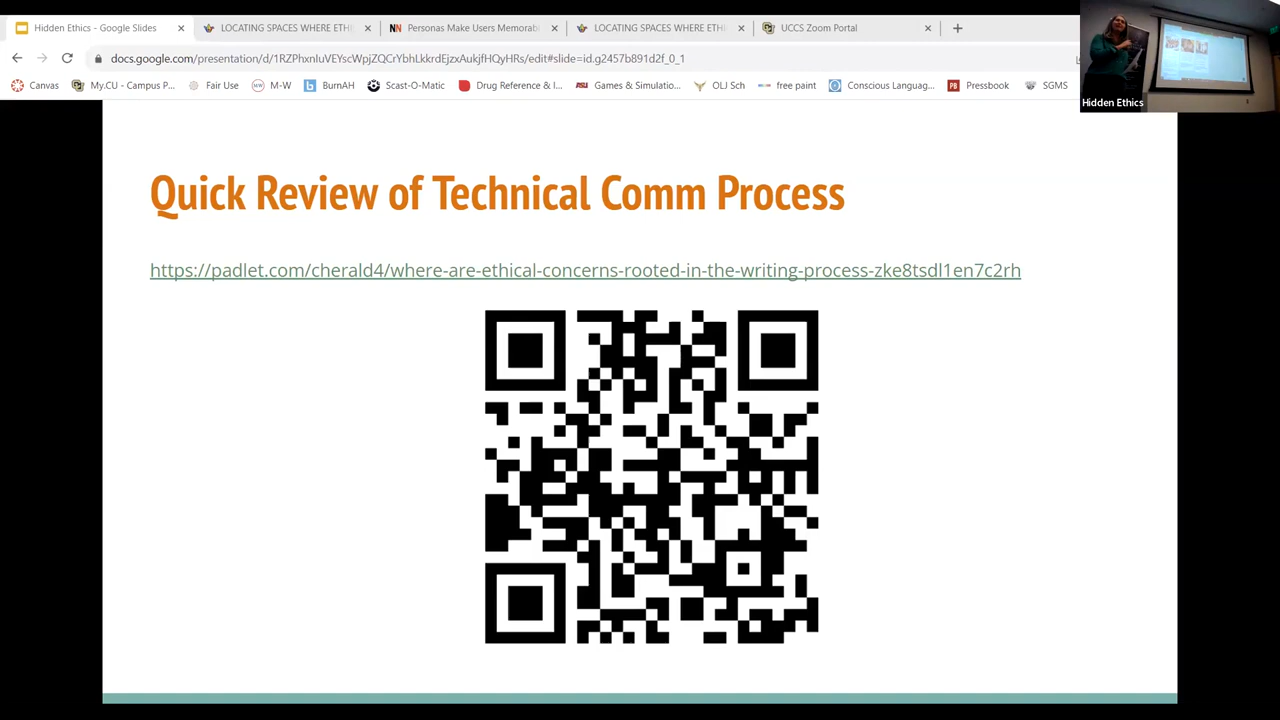 Hidden Ethics - Google Slides
LOCATING SPACES WHERE ETHI
Personas Make Users Memorab
LOCATING SPACES WHERE ETHI
UCCS Zoom Portal
docs.google.com/presentation/d/1RZPhxnIuVEYscWpjZQCrYbhLkkrdEjzxAukjfHQyHRs/edit#slide=id.g2457b891d2f_0_1
Canvas
My.CU - Campus P...
Fair Use
M-W
BurnAH
Scast-O-Matic
Drug Reference & I...
Games & Simulatio...
OLJ Sch
free paint
Conscious Languag...
Pressbook
SGMS
Hidden Ethics
Quick Review of Technical Comm Process
https://padlet.com/cherald4/where-are-ethical-concerns-rooted-in-the-writing-process-zke8tsdl1en7c2rh